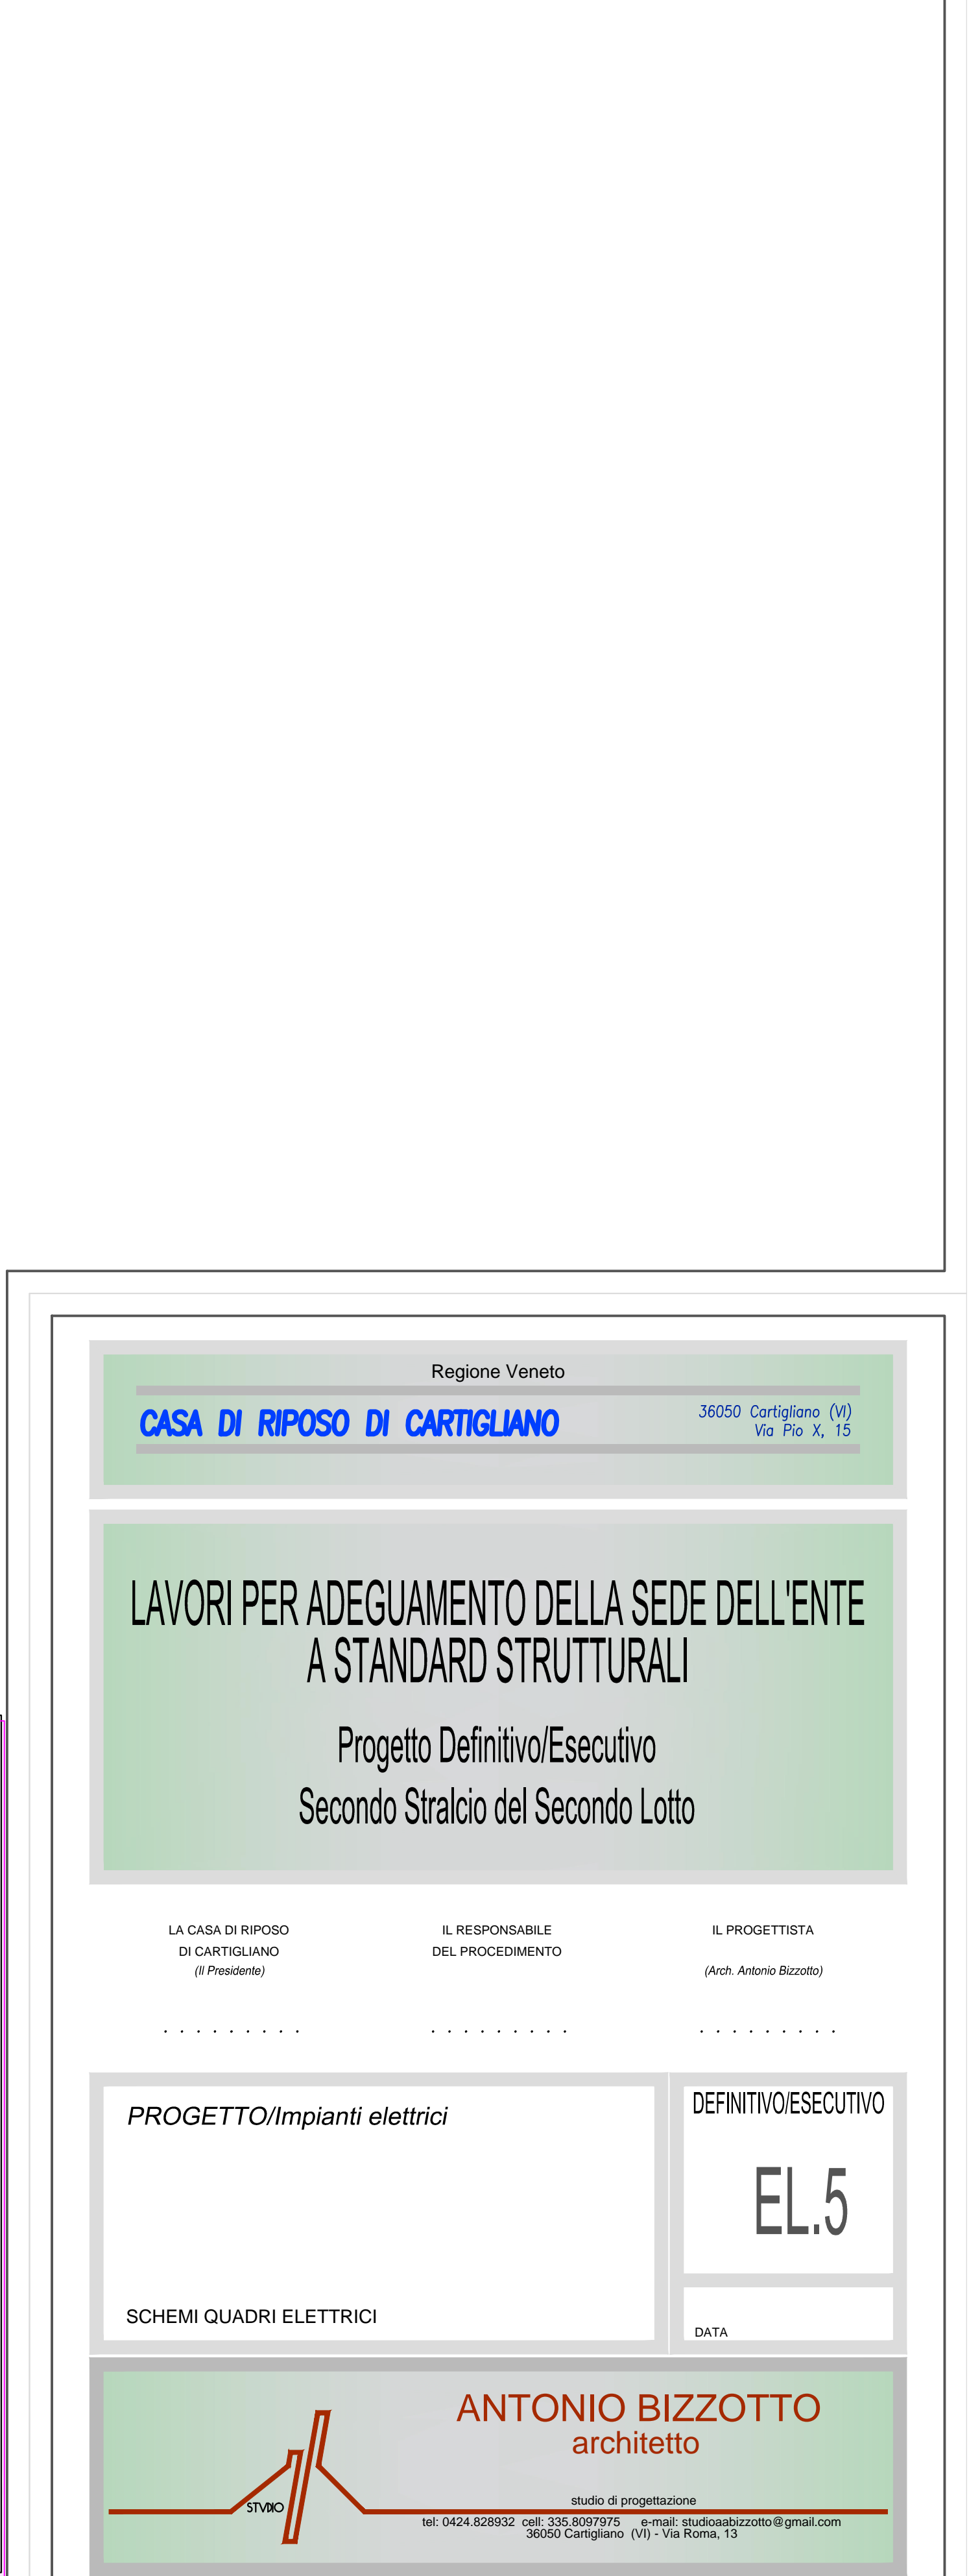 Regione Veneto
CASA DI RIPOSO DI CARTIGLIANO
36050 Cartigliano (VI)
Via Pio X, 15
LAVORI PER ADEGUAMENTO DELLA SEDE DELL'ENTE
A STANDARD STRUTTURALI
Progetto Definitivo/Esecutivo
Secondo Stralcio del Secondo Lotto
LA CASA DI RIPOSO
DI CARTIGLIANO
(Il Presidente)
. . . . . . . . .
IL RESPONSABILE
DEL PROCEDIMENTO
. . . . . . . . .
IL PROGETTISTA
(Arch. Antonio Bizzotto)
. . . . . . . . .
PROGETTO/Impianti elettrici
SCHEMI QUADRI ELETTRICI
DEFINITIVO/ESECUTIVO
EL.5
DATA
STVDIO
ANTONIO BIZZOTTO
architetto
studio di progettazione
tel: 0424.828932 cell: 335.8097975 e-mail: studioaabizzotto@gmail.com
36050 Cartigliano (VI) - Via Roma, 13